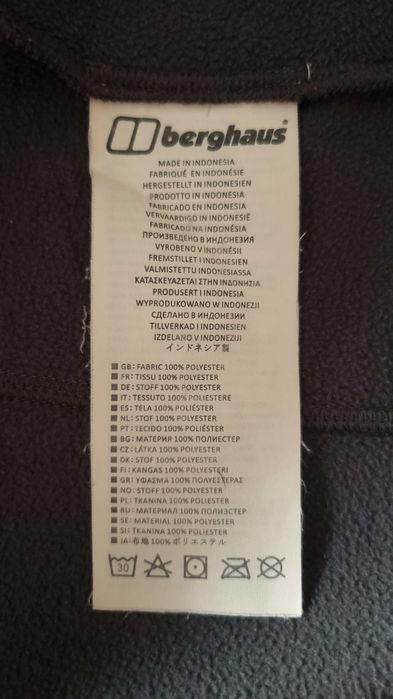 berghaus®
MADE IN INDONESIA
FABRIQUÉ EN INDONÉSIE
HERGESTELLT IN INDONESIEN
PRODOTTO IN INDONESIA
FABRICADO EN INDONESIA
VERVAARDIGD IN INDONESIË
FABRICADO NA INDONÉSIA
ПРОИЗВЕДЕНО В ИНДОНЕЗИЯ
VYROBENO V INDONÉSII
FREMSTILLET I INDONESIEN
VALMISTETTU INDONESIASSA
ΚΑΤΑΣΚΕΥΑΖΕΤΑΙ ΣΤΗΝ ΙΝΔΟΝΗΣΙΑ
PRODUSERT I INDONESIA
WYPRODUKOWANO W INDONEZJI
СДЕЛАНО В ИНДОНЕЗИИ
TILLVERKAD I INDONESIEN
IZDELANO V INDONEZIJI
インドネシア製
GB: FABRIC 100% POLYESTER
FR: TISSU 100% POLYESTER
DE: STOFF 100% POLYESTER
IT: TESSUTO 100% POLIESTERE
ES: TELA 100% POLIÉSTER
NL: STOF 100% POLYESTER
PT: TECIDO 100% POLIÉSTER
BG: МАТЕРИЯ 100% ПОЛИЕСТЕР
CZ: LÁTKA 100% POLYESTER
DK: STOF 100% POLYESTER
FI: KANGAS 100% POLYESTERI
GR: ΥΦΑΣΜΑ 100% ΠΟΛΥΕΣΤΕΡΑΣ
NO: STOFF 100% POLYESTER
PL: TKANINA 100% POLYESTER
RU: МАТЕРИАЛ 100% ПОЛИЭСТЕР
SE: MATERIAL 100% POLYESTER
SI: TKANINA 100% POLYESTER
JA: 布地 100% ポリエステル
30